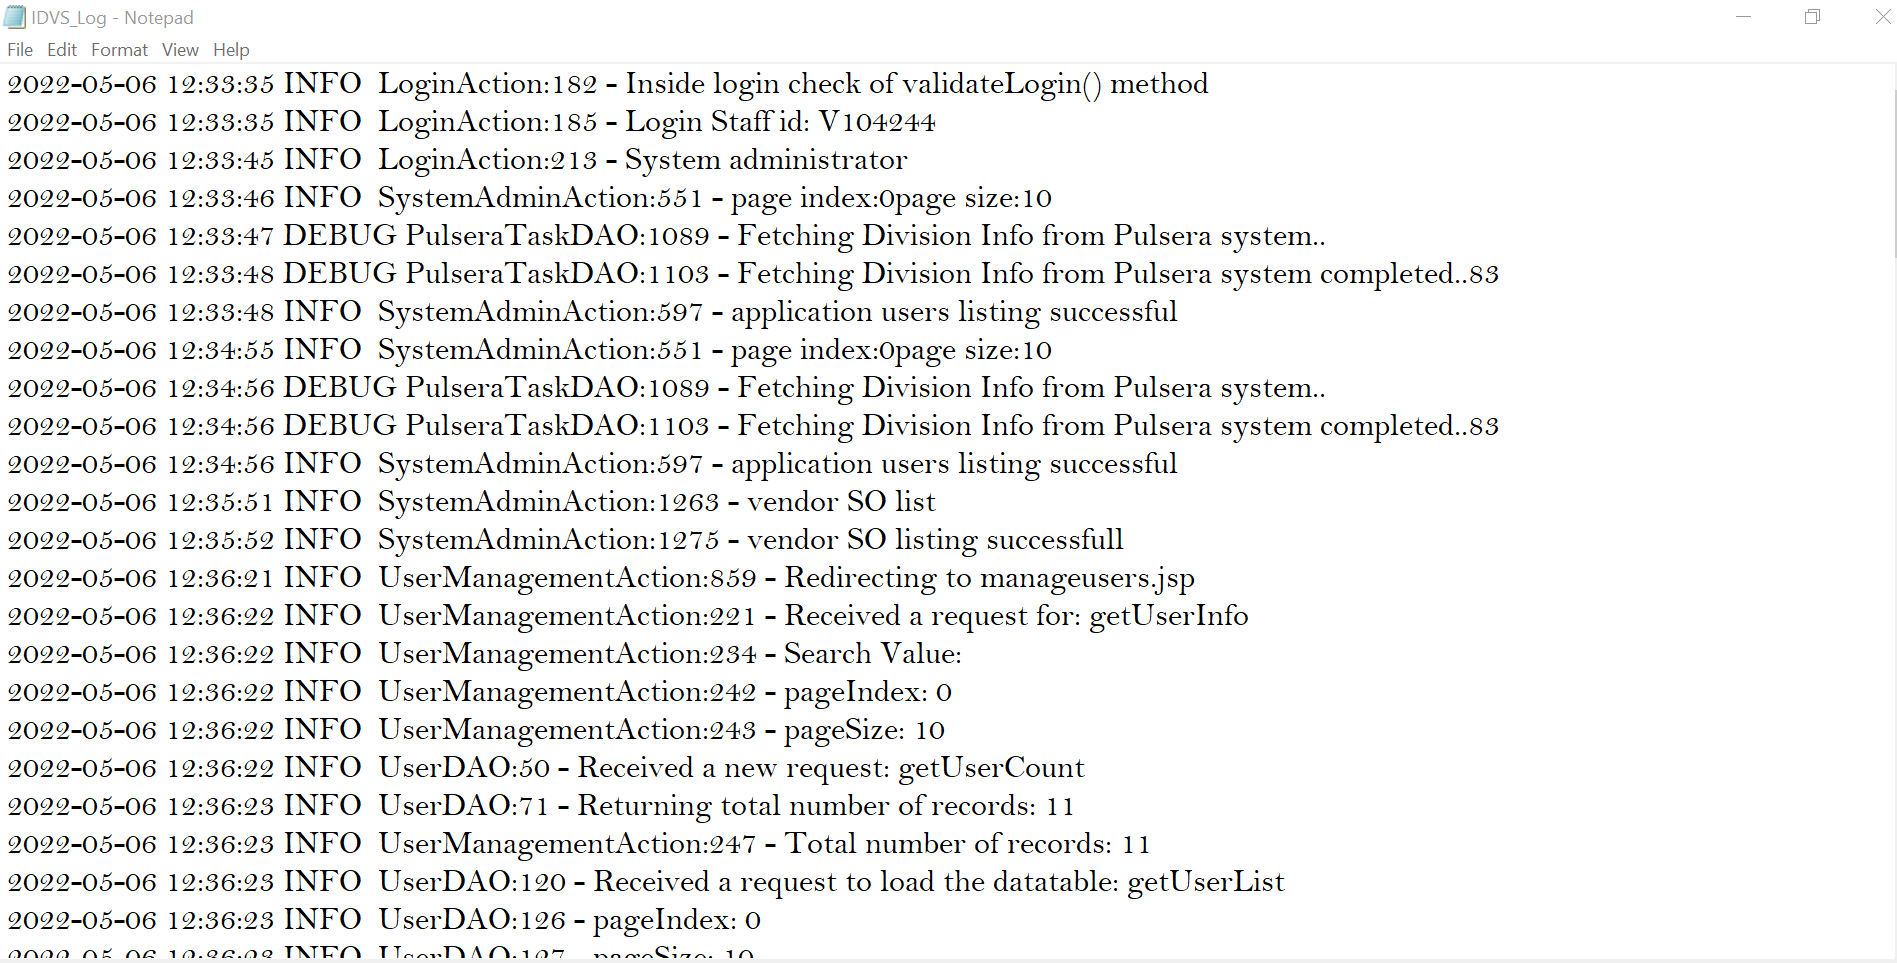 IDVS_Log - Notepad
File Edit Format View Help
2022-05-06 12:33:35 INFO  LoginAction:182 - Inside login check of validateLogin() method
2022-05-06 12:33:35 INFO  LoginAction:185 - Login Staff id: V104244
2022-05-06 12:33:45 INFO  LoginAction:213 - System administrator
2022-05-06 12:33:46 INFO  SystemAdminAction:551 - page index:0page size:10
2022-05-06 12:33:47 DEBUG PulseraTaskDAO:1089 - Fetching Division Info from Pulsera system..
2022-05-06 12:33:48 DEBUG PulseraTaskDAO:1103 - Fetching Division Info from Pulsera system completed..83
2022-05-06 12:33:48 INFO  SystemAdminAction:597 - application users listing successful
2022-05-06 12:34:55 INFO  SystemAdminAction:551 - page index:0page size:10
2022-05-06 12:34:56 DEBUG PulseraTaskDAO:1089 - Fetching Division Info from Pulsera system..
2022-05-06 12:34:56 DEBUG PulseraTaskDAO:1103 - Fetching Division Info from Pulsera system completed..83
2022-05-06 12:34:56 INFO  SystemAdminAction:597 - application users listing successful
2022-05-06 12:35:51 INFO  SystemAdminAction:1263 - vendor SO list
2022-05-06 12:35:52 INFO  SystemAdminAction:1275 - vendor SO listing successfull
2022-05-06 12:36:21 INFO  UserManagementAction:859 - Redirecting to manageusers.jsp
2022-05-06 12:36:22 INFO  UserManagementAction:221 - Received a request for: getUserInfo
2022-05-06 12:36:22 INFO  UserManagementAction:234 - Search Value:
2022-05-06 12:36:22 INFO  UserManagementAction:242 - pageIndex: 0
2022-05-06 12:36:22 INFO  UserManagementAction:243 - pageSize: 10
2022-05-06 12:36:22 INFO  UserDAO:50 - Received a new request: getUserCount
2022-05-06 12:36:23 INFO  UserDAO:71 - Returning total number of records: 11
2022-05-06 12:36:23 INFO  UserManagementAction:247 - Total number of records: 11
2022-05-06 12:36:23 INFO  UserDAO:120 - Received a request to load the datatable: getUserList
2022-05-06 12:36:23 INFO  UserDAO:126 - pageIndex: 0
2022-05-06 12:36:23 INFO  UserDAO:127 - pageSize: 10